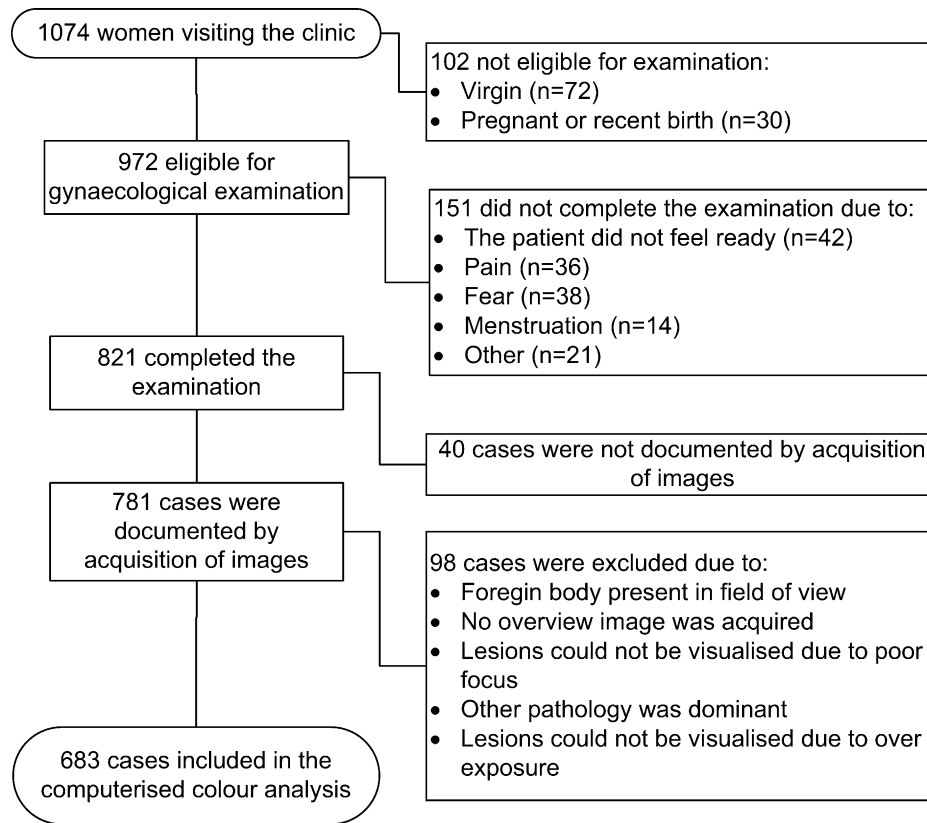 1074 women visiting the clinic
102 not eligible for examination:
• Virgin (n=72)
• Pregnant or recent birth (n=30)
972 eligible for
gynaecological examination
151 did not complete the examination due to:
• The patient did not feel ready (n=42)
• Pain (n=36)
• Fear (n=38)
• Menstruation (n=14)
• Other (n=21)
821 completed the
examination
40 cases were not documented by acquisition
of images
781 cases were
documented by
acquisition of images
98 cases were excluded due to:
• Foregin body present in field of view
• No overview image was acquired
• Lesions could not be visualised due to poor
focus
• Other pathology was dominant
• Lesions could not be visualised due to over
exposure
683 cases included in the
computerised colour analysis